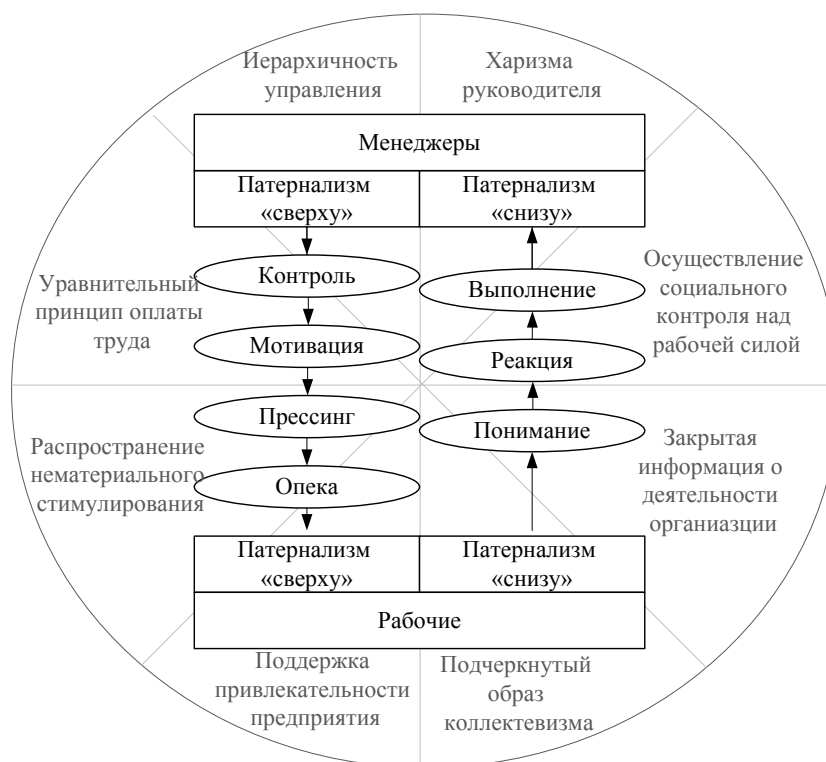 Иерархичность
управления
Харизма
руководителя
Менеджеры
Патернализм
«сверху»
Патернализм
«снизу»
Контроль
Мотивация
Прессинг
Опека
Выполнение
Реакция
Понимание
Уравнительный
принцип оплаты
труда
Осуществление
социального
контроля над
рабочей силой
Распространение
нематериального
стимулирования
Закрытая
информация о
деятельности
органиазции
Патернализм
«сверху»
Патернализм
«снизу»
Рабочие
Поддержка
привлекательности
предприятия
Подчеркнутый
образ
коллектевизма